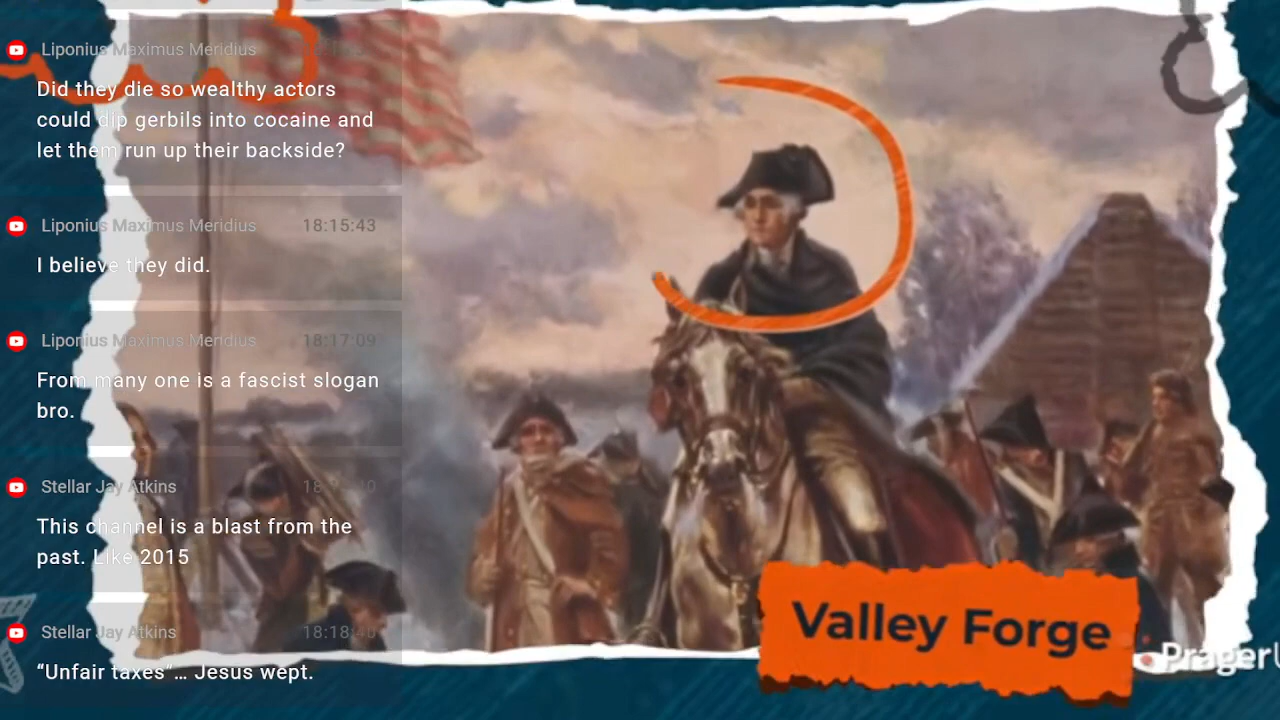 Liponius Maximus Meridius
Did they die so wealthy actors
could dip gerbils into cocaine and
let them run up their backside?
Liponius Maximus Meridius 18:15:43
I believe they did.
Liponius Maximus Meridius 18:17:09
From many one is a fascist slogan
bro.
Stellar Jay Atkins
This channel is a blast from the
past. Like 2015
Stellar Jay Atkins
“Unfair taxes”… Jesus wept.
Valley Forge
PragerU